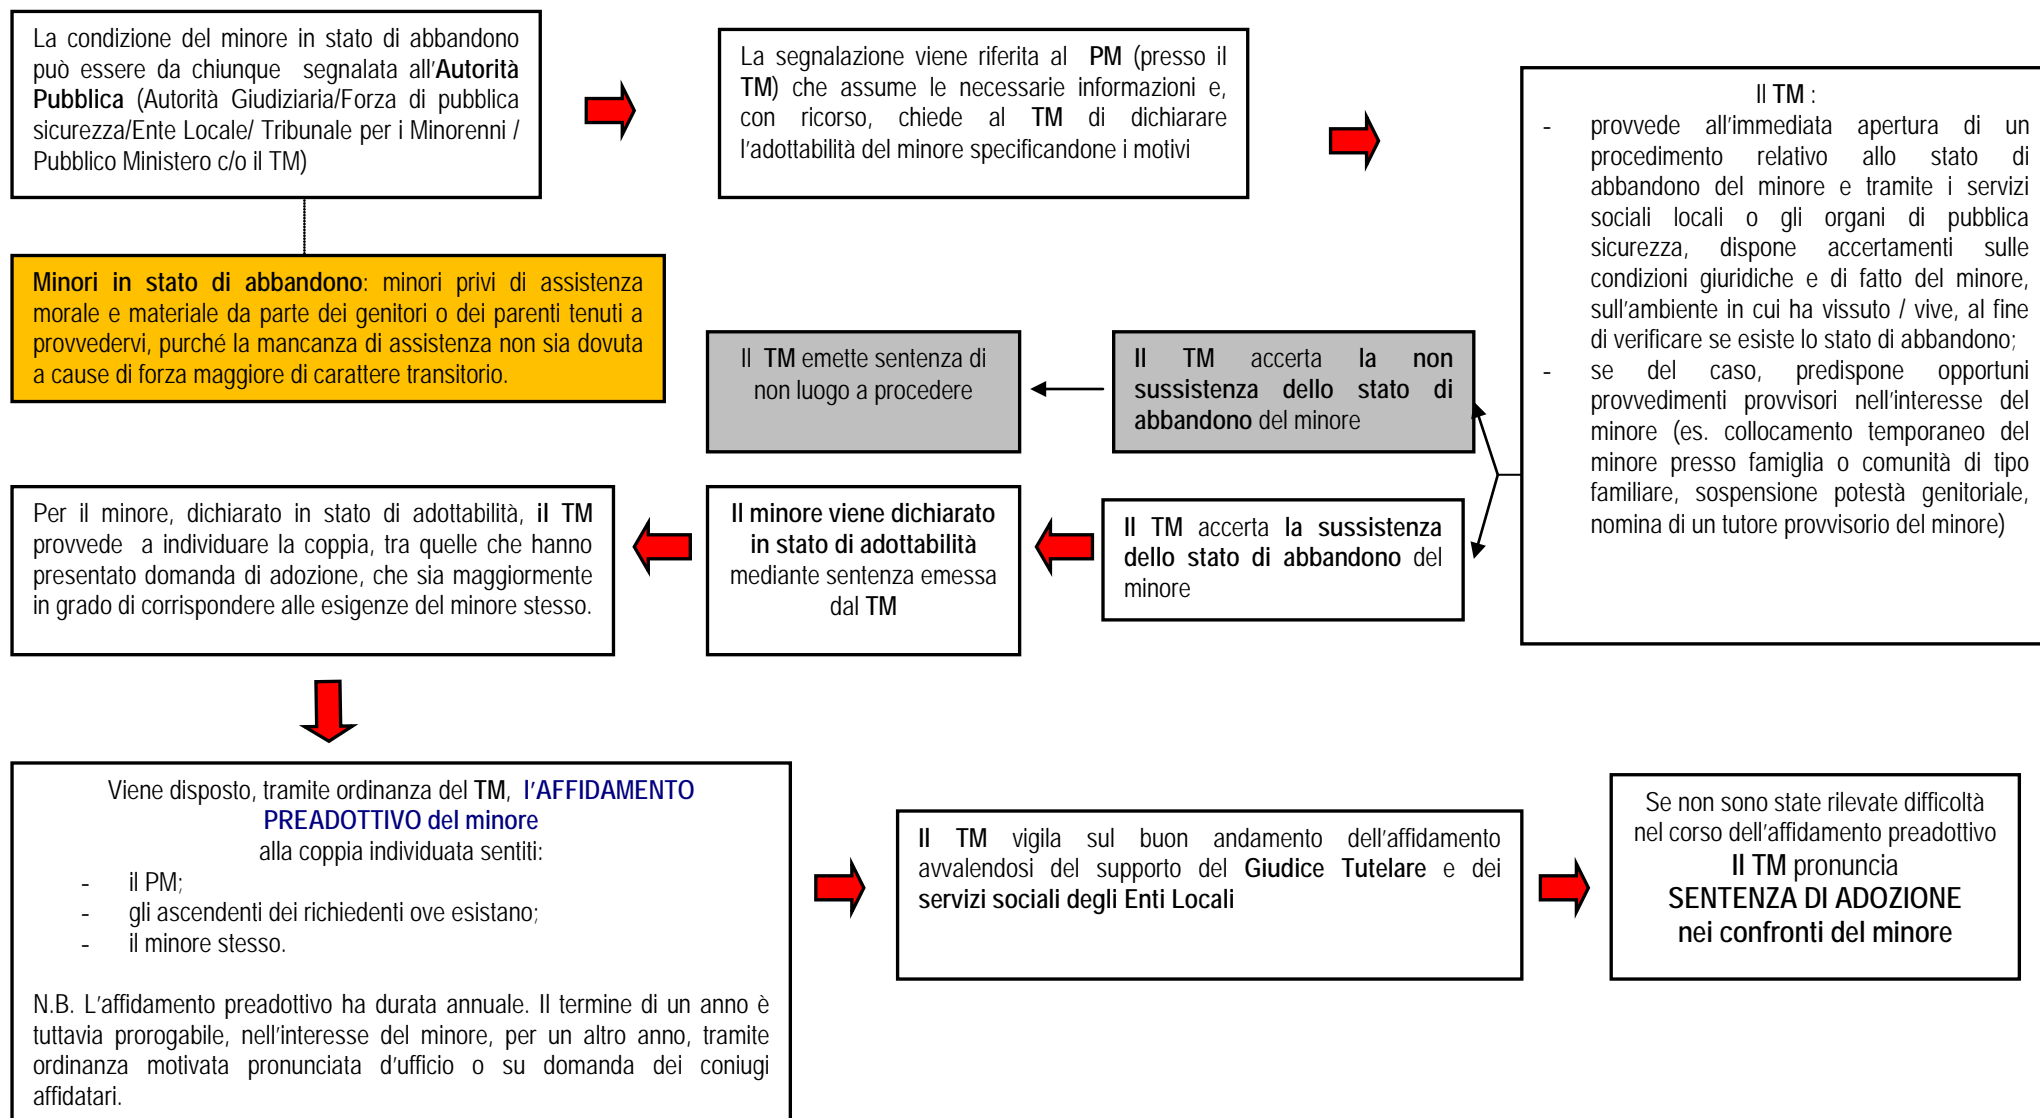 La condizione del minore in stato di abbandono
può essere da chiunque segnalata all'Autorità
Pubblica (Autorità Giudiziaria/Forza di pubblica
sicurezza/Ente Locale/ Tribunale per i Minorenni /
Pubblico Ministero c/o il TM)
La segnalazione viene riferita al PM (presso il
TM) che assume le necessarie informazioni e,
con ricorso, chiede al TM di dichiarare
l'adottabilità del minore specificandone i motivi
Il TM :
- provvede all'immediata apertura di un
procedimento relativo allo stato di
abbandono del minore e tramite i servizi
sociali locali o gli organi di pubblica
sicurezza, dispone accertamenti sulle
condizioni giuridiche e di fatto del minore,
sull'ambiente in cui ha vissuto / vive, al fine
di verificare se esiste lo stato di abbandono;
- se del caso, predispone opportuni
provvedimenti provvisori nell'interesse del
minore (es. collocamento temporaneo del
minore presso famiglia o comunità di tipo
familiare, sospensione potestà genitoriale,
nomina di un tutore provvisorio del minore)
Minori in stato di abbandono: minori privi di assistenza
morale e materiale da parte dei genitori o dei parenti tenuti a
provvedervi, purché la mancanza di assistenza non sia dovuta
a cause di forza maggiore di carattere transitorio.
Il TM emette sentenza di
non luogo a procedere
Il TM accerta la non
sussistenza dello stato di
abbandono del minore
Per il minore, dichiarato in stato di adottabilità, il TM
provvede a individuare la coppia, tra quelle che hanno
presentato domanda di adozione, che sia maggiormente
in grado di corrispondere alle esigenze del minore stesso.
Il minore viene dichiarato
in stato di adottabilità
mediante sentenza emessa
dal TM
Il TM accerta la sussistenza
dello stato di abbandono del
minore
Viene disposto, tramite ordinanza del TM, l'AFFIDAMENTO
PREADOTTIVO del minore
alla coppia individuata sentiti:
- il PM;
- gli ascendenti dei richiedenti ove esistano;
- il minore stesso.
N.B. L'affidamento preadottivo ha durata annuale. Il termine di un anno è
tuttavia prorogabile, nell'interesse del minore, per un altro anno, tramite
ordinanza motivata pronunciata d'ufficio o su domanda dei coniugi
affidatari.
Il TM vigila sul buon andamento dell'affidamento
avvalendosi del supporto del Giudice Tutelare e dei
servizi sociali degli Enti Locali
Se non sono state rilevate difficoltà
nel corso dell'affidamento preadottivo
Il TM pronuncia
SENTENZA DI ADOZIONE
nei confronti del minore